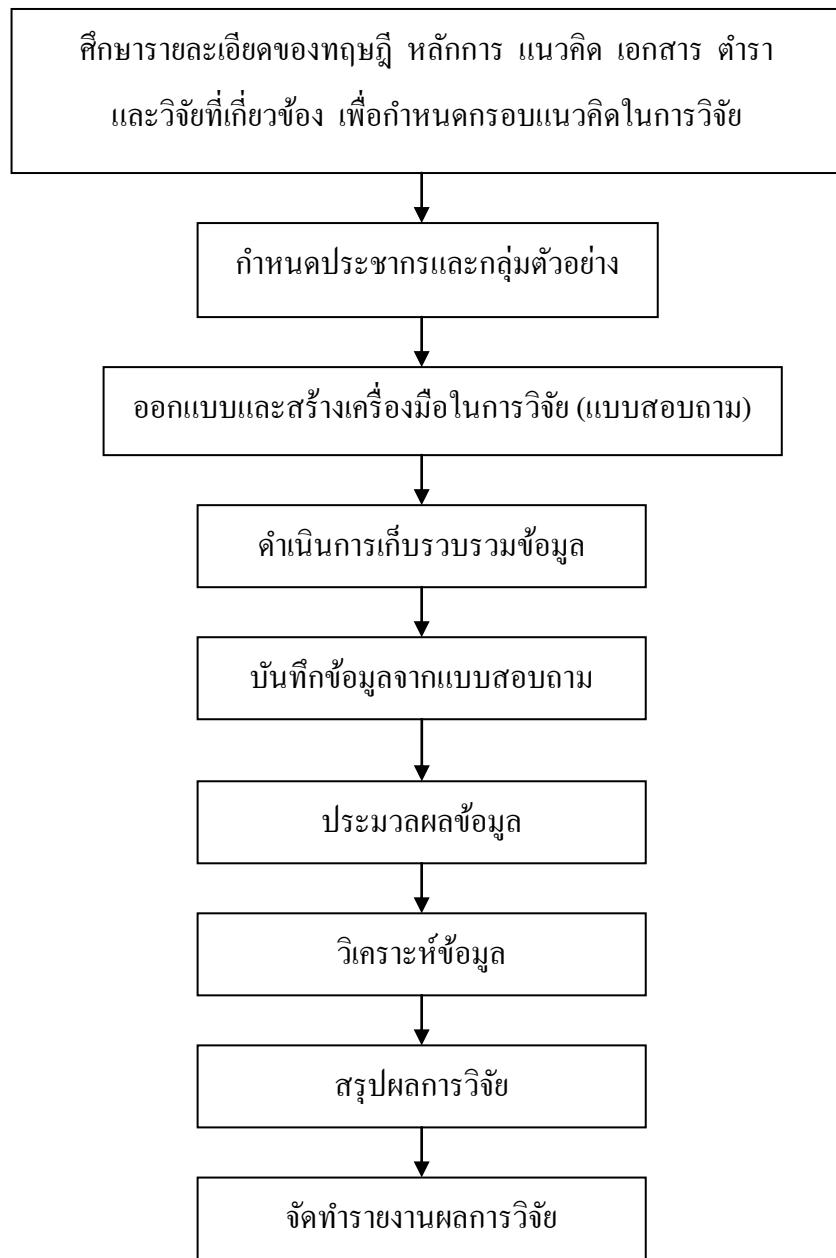 ศึกษารายละเอียดของทฤษฎี หลักการ แนวคิด เอกสาร ตำรา
และวิจัยที่เกี่ยวข้อง เพื่อกำหนดกรอบแนวคิดในการวิจัย
กำหนดประชากรและกลุ่มตัวอย่าง
ออกแบบและสร้างเครื่องมือในการวิจัย (แบบสอบถาม)
ดำเนินการเก็บรวบรวมข้อมูล
บันทึกข้อมูลจากแบบสอบถาม
ประมวลผลข้อมูล
วิเคราะห์ข้อมูล
สรุปผลการวิจัย
จัดทำรายงานผลการวิจัย